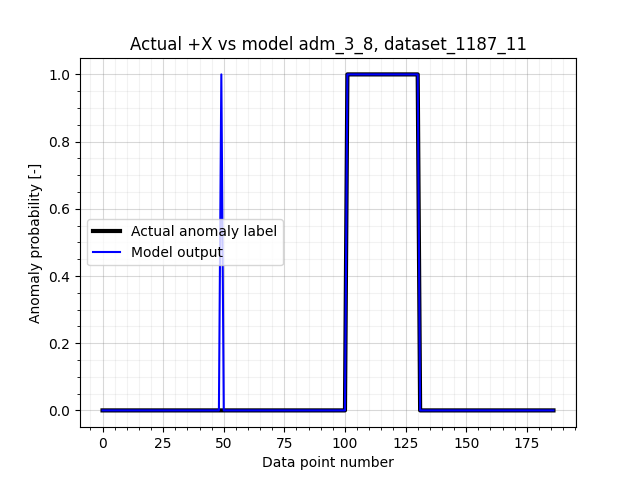 Actual +X vs model adm_3_8, dataset_1187_11
1.0
0.8
0.6
0.4
0.2
0.0
Anomaly probability [-]
Actual anomaly label
Model output
0 25 50 75 100 125 150 175
Data point number